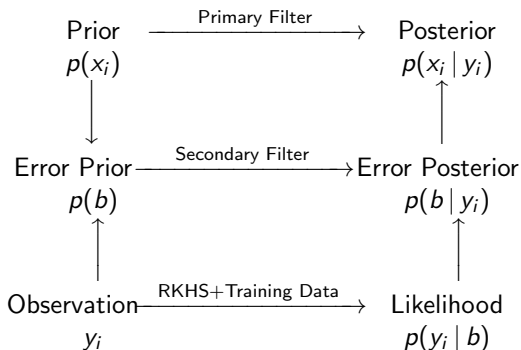 Prior Primary Filter Posterior
p(x_i) p(x_i | y_i)
Error Prior Secondary Filter Error Posterior
p(b) p(b | y_i)
Observation RKHS+Training Data Likelihood
y_i p(y_i | b)